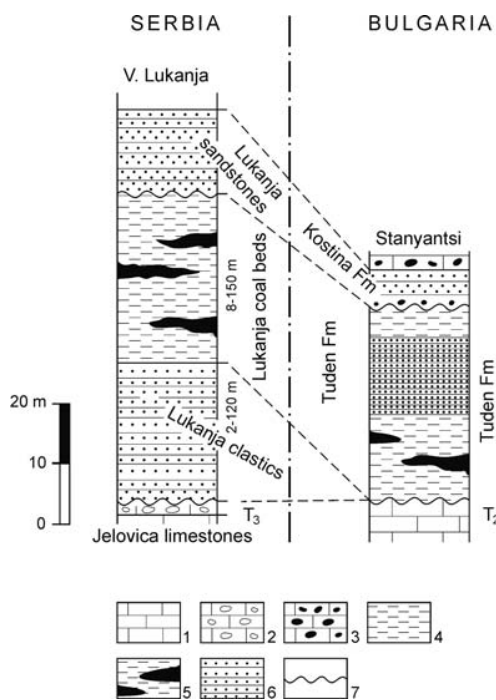 SERBIA
BULGARIA
V. Lukanja
Lukanja
sandstones
Kostina Fm
Stanyantsi
8-150 m
Lukanja coal beds
Tuden Fm
Tuden Fm
20 m
10
0
2-120 m
Lukanja clastics
T3
T2
Jelovica limestones
1
2
3
4
5
6
7